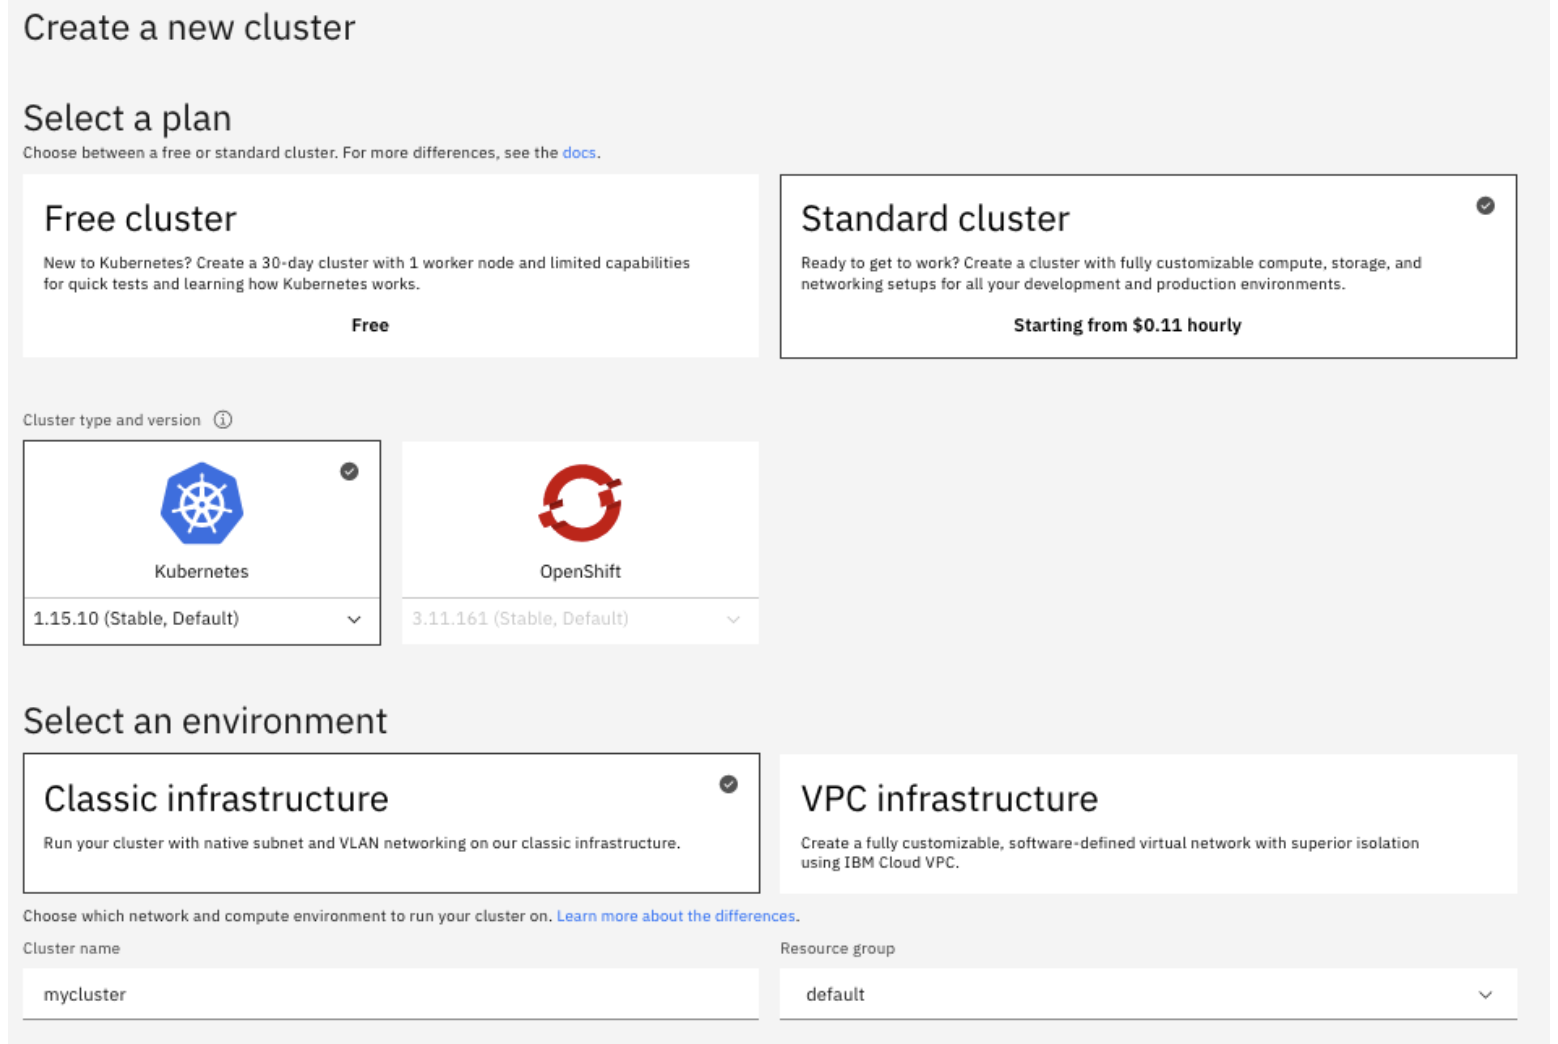 Create a new cluster
Select a plan
Choose between a free or standard cluster. For more differences, see the docs.
Free cluster
New to Kubernetes? Create a 30-day cluster with 1 worker node and limited capabilities
for quick tests and learning how Kubernetes works.
Free
Standard cluster
Ready to get to work? Create a cluster with fully customizable compute, storage, and
networking setups for all your development and production environments.
Starting from $0.11 hourly
Cluster type and version
Kubernetes
1.15.10 (Stable, Default)
OpenShift
3.11.161 (Stable, Default)
Select an environment
Classic infrastructure
Run your cluster with native subnet and VLAN networking on our classic infrastructure.
VPC infrastructure
Create a fully customizable, software-defined virtual network with superior isolation
using IBM Cloud VPC.
Choose which network and compute environment to run your cluster on. Learn more about the differences.
Cluster name
mycluster
Resource group
default